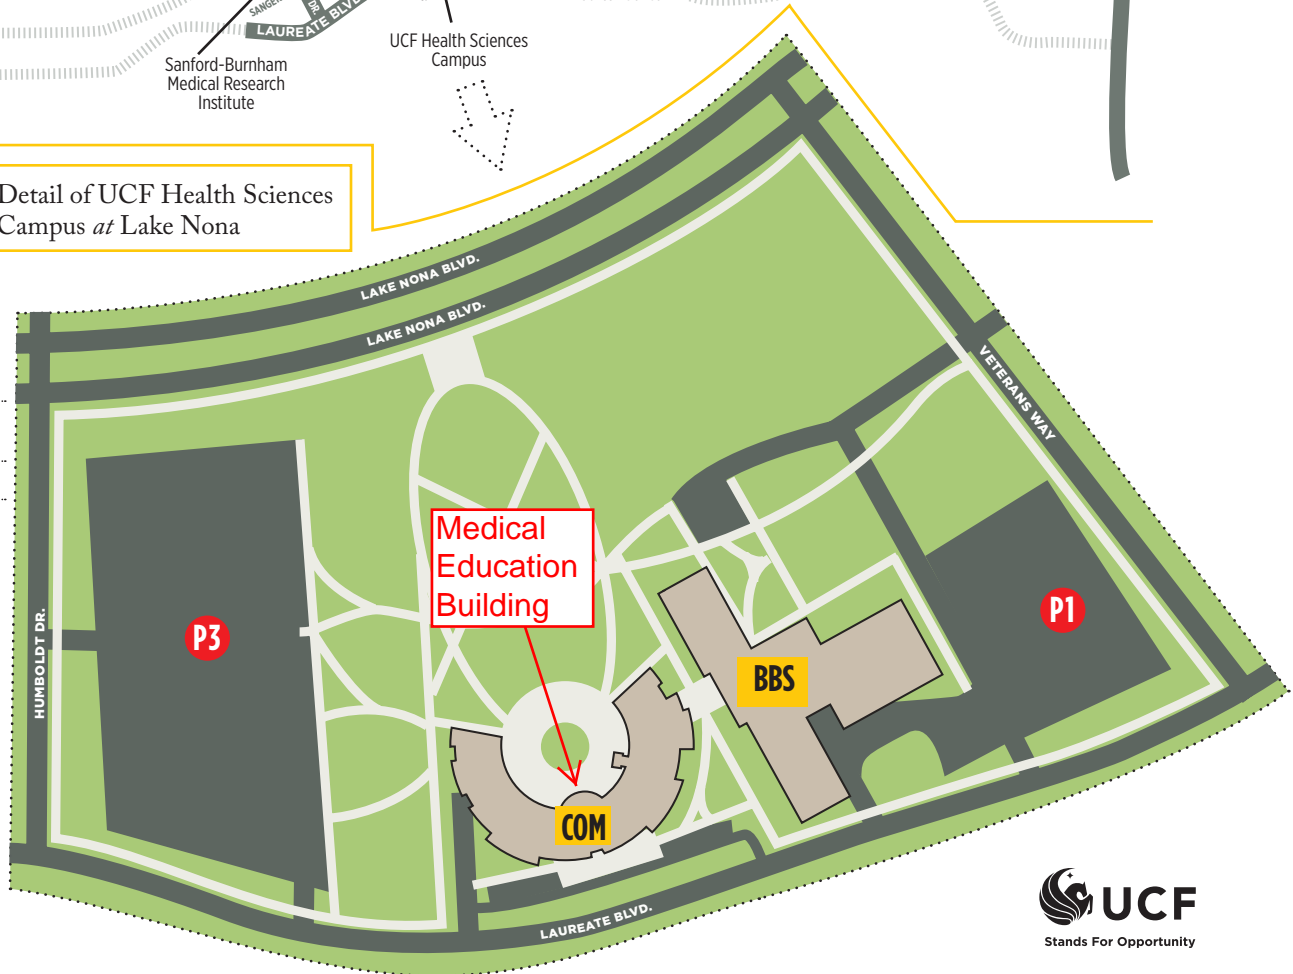 SANGER
DR.
LAUREATE BLVD
UCF Health Sciences
Campus
Sanford-Burnham
Medical Research
Institute
Detail of UCF Health Sciences
Campus at Lake Nona
LAKE NONA BLVD.
LAKE NONA BLVD.
VETERANS WAY
Medical
Education
Building
HUMBOLDT DR.
P3
P1
BBS
COM
LAUREATE BLVD.
UCF
Stands For Opportunity